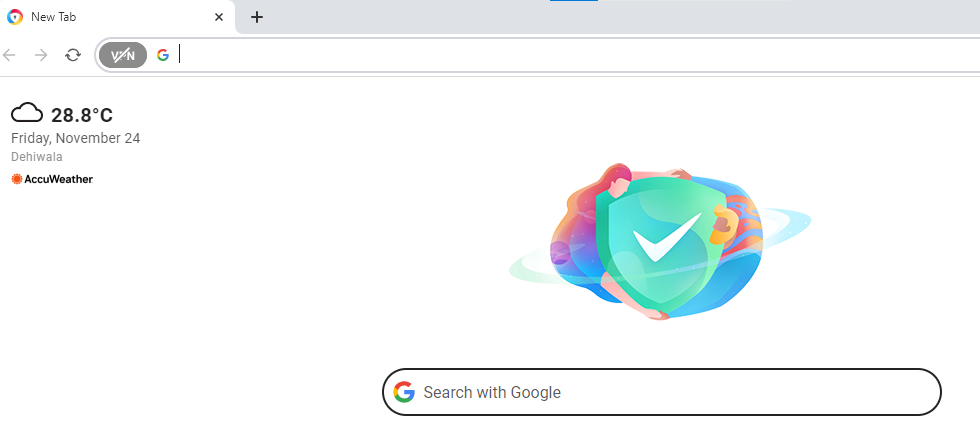 New Tab
VPN
28.8°C
Friday, November 24
Dehiwala
AccuWeather
Search with Google